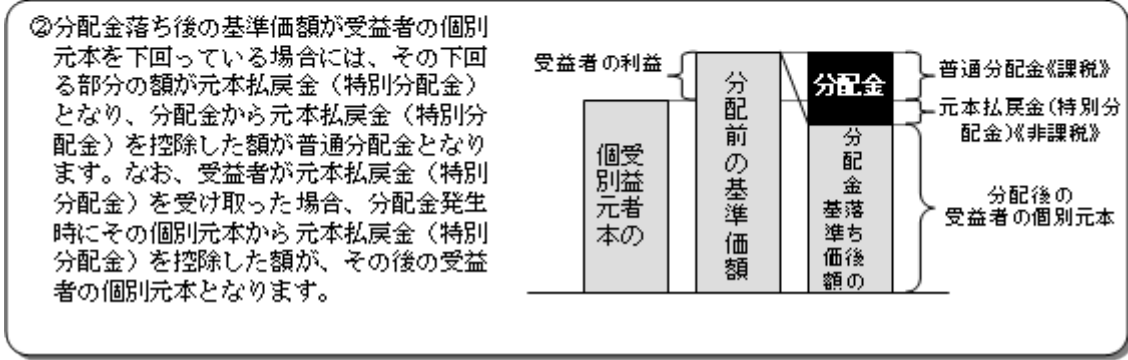 ②分配金落ち後の基準価額が受益者の個別
元本を下回っている場合には、その下回
る部分の額が元本払戻金（特別分配金）
となり、分配金から元本払戻金（特別分
配金）を控除した額が普通分配金となり
ます。なお、受益者が元本払戻金（特別
分配金）を受け取った場合、分配金発生
時にその個別元本から元本払戻金（特別
分配金）を控除した額が、その後の受益
者の個別元本となります。
受益者の利益
受益者の
個別元本
分配前の基準価額
分配金
分配金落ち後の
基準価額
普通分配金《課税》
元本払戻金(特別分
配金)《非課税》
分配後の
受益者の個別元本